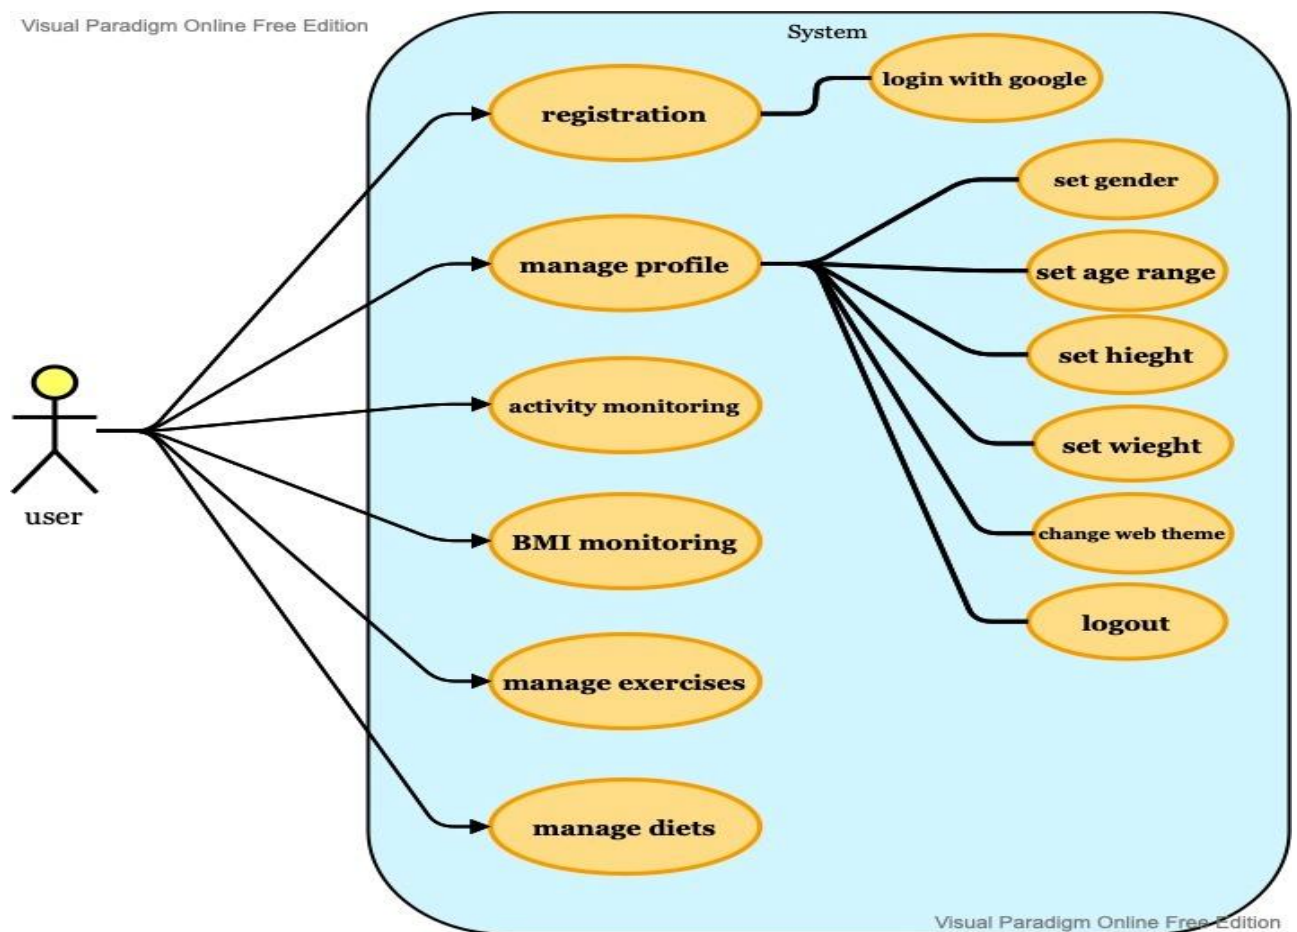 Visual Paradigm Online Free Edition
System
login with google
registration
set gender
manage profile
set age range
set hieght
activity monitoring
set wieght
user
BMI monitoring
change web theme
logout
manage exercises
manage diets
Visual Paradigm Online Free Edition